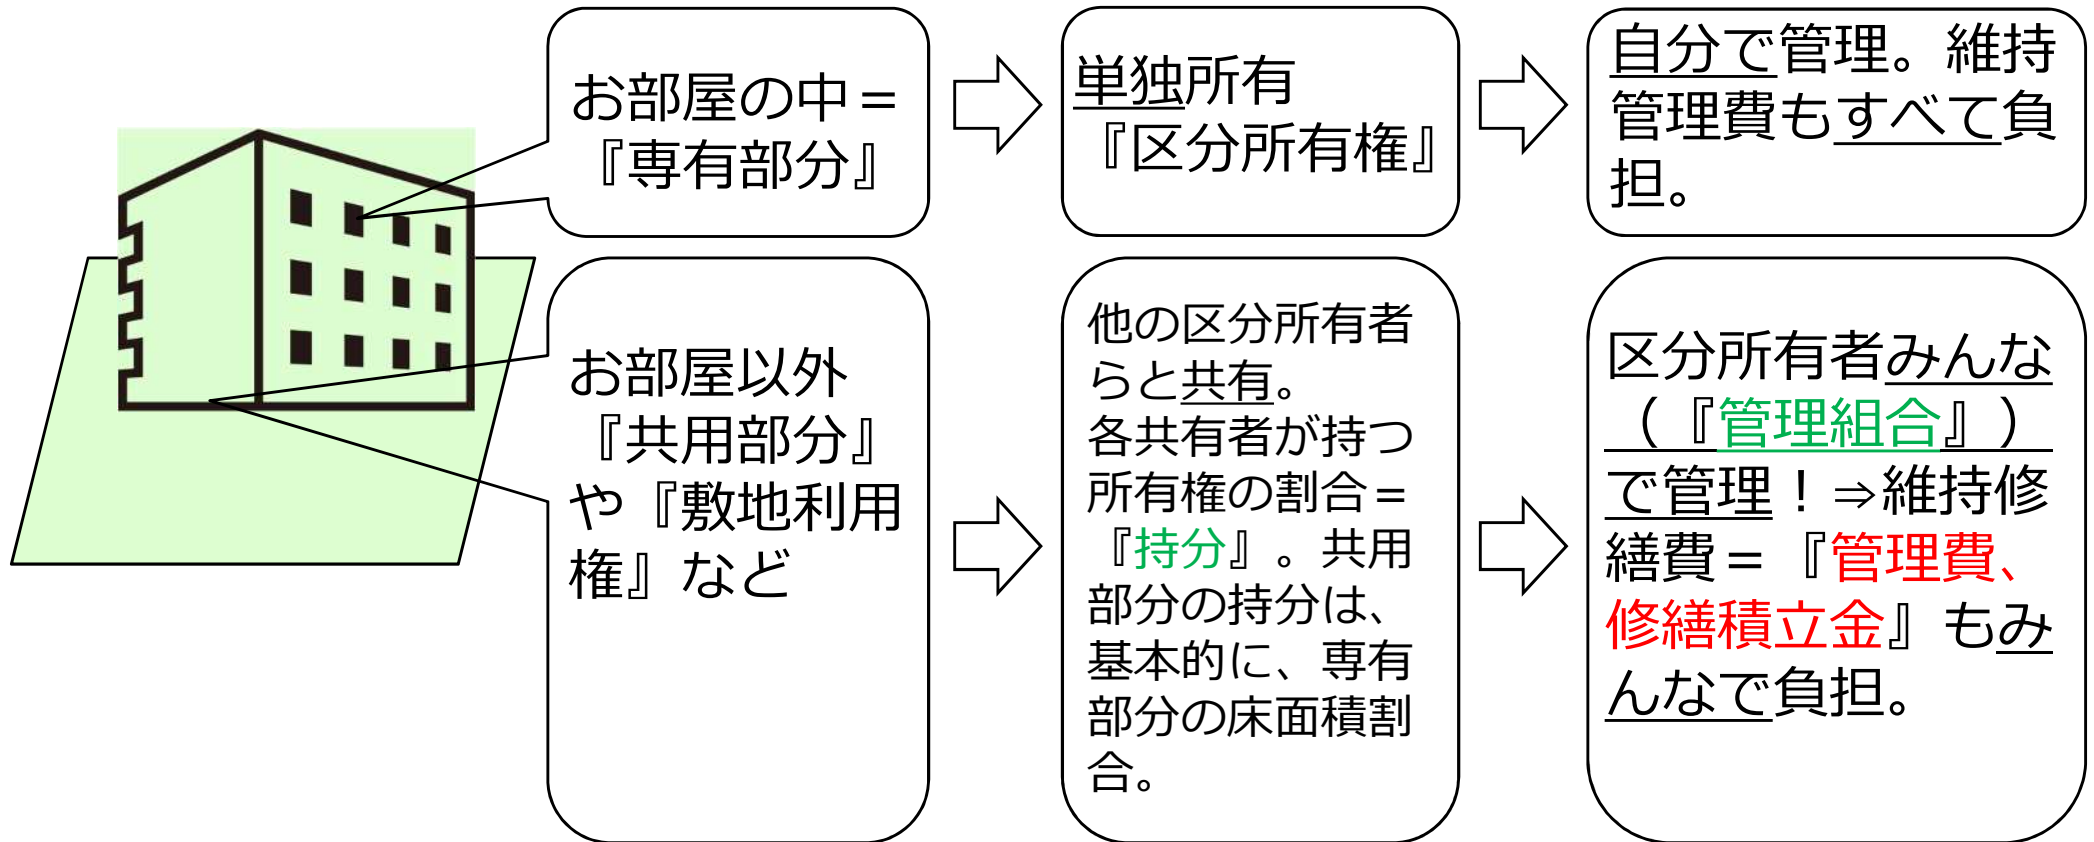 お部屋の中＝
『専有部分』
単独所有
『区分所有権』
自分で管理。維持
管理費もすべて負
担。
お部屋以外
『共用部分』
や『敷地利用
権』など
他の区分所有者
らと共有。
各共有者が持つ
所有権の割合＝
『持分』。共用
部分の持分は、
基本的に、専有
部分の床面積割
合。
区分所有者みんな
（『管理組合』）
で管理！⇒維持修
繕費＝『管理費、
修繕積立金』もみ
んなで負担。